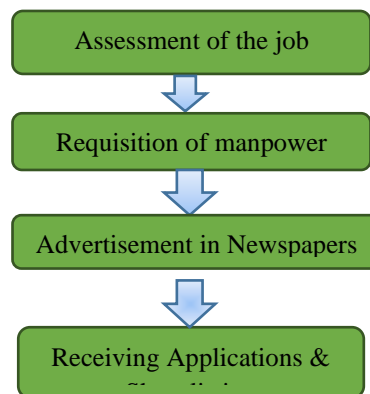 Assessment of the job
Requisition of manpower
Advertisement in Newspapers
Receiving Applications &